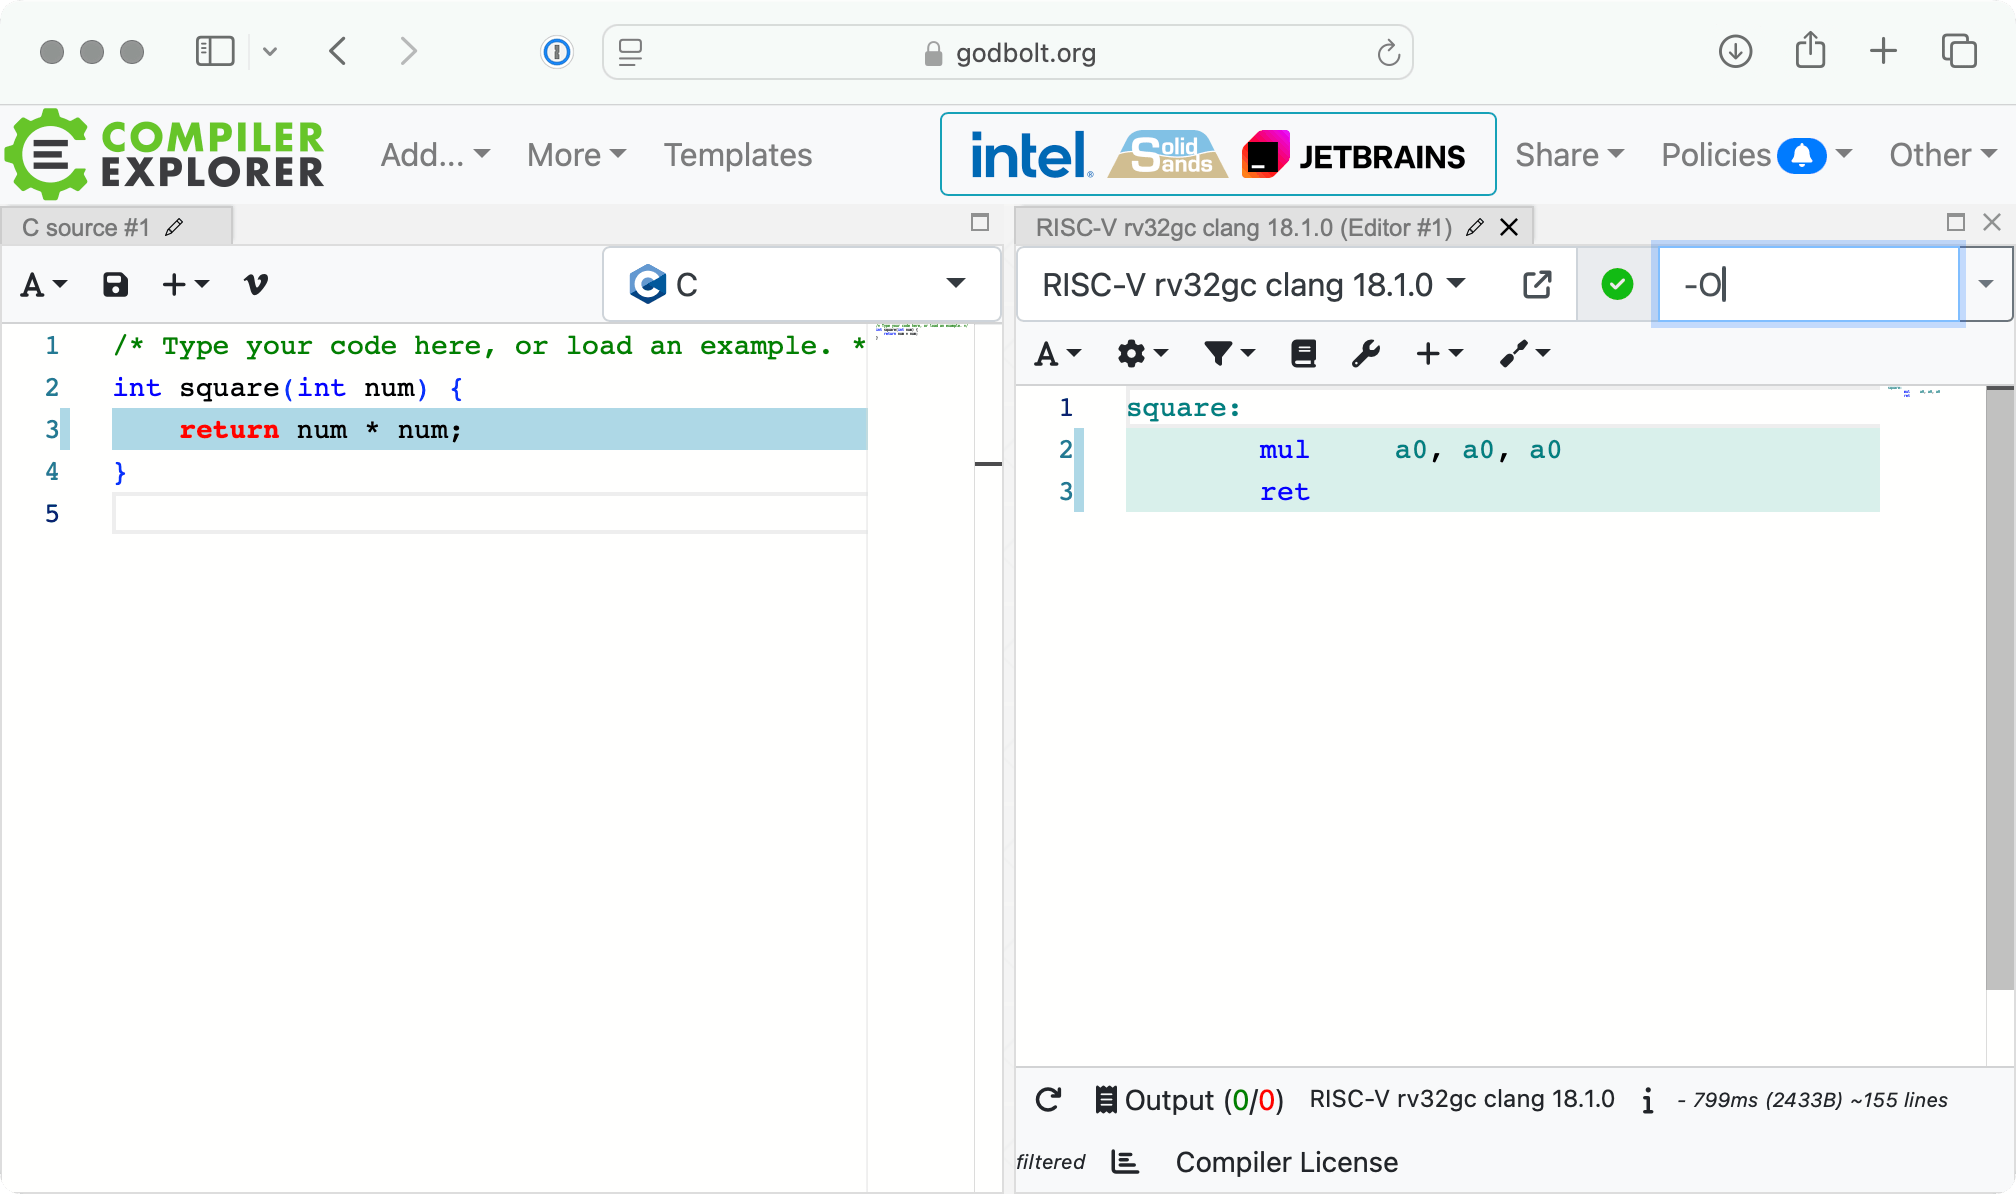 godbolt.org
COMPILER
EXPLORER
Add... More Templates
intel. Solid Sands JETBRAINS
Share Policies Other
C source #1
RISC-V rv32gc clang 18.1.0 (Editor #1)
A
C
RISC-V rv32gc clang 18.1.0
-O
A
1 /* Type your code here, or load an example. *
2 int square(int num) {
3 return num * num;
4 }
5
1 square:
2 mul a0, a0, a0
3 ret
Output (0/0) RISC-V rv32gc clang 18.1.0 i - 799ms (2433B) ~155 lines
filtered Compiler License